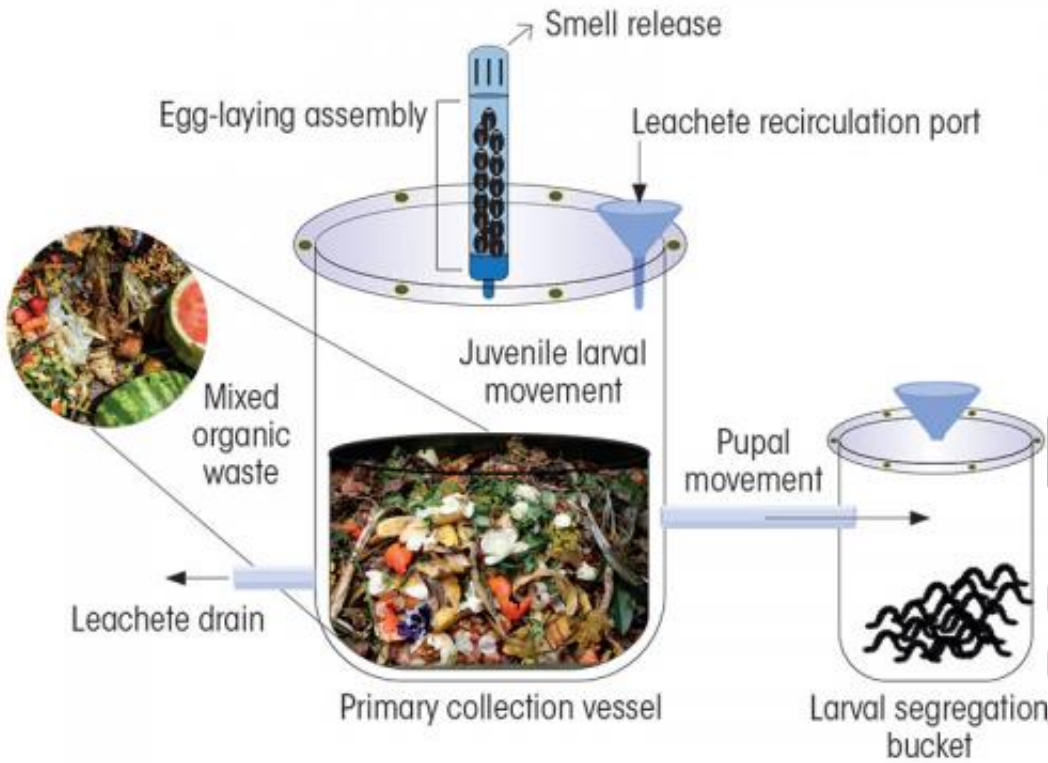 Smell release
Egg-laying assembly
Leachete recirculation port
Juvenile larval
movement
Mixed
organic
waste
Pupal
movement
Leachete drain
Primary collection vessel
Larval segregation
bucket